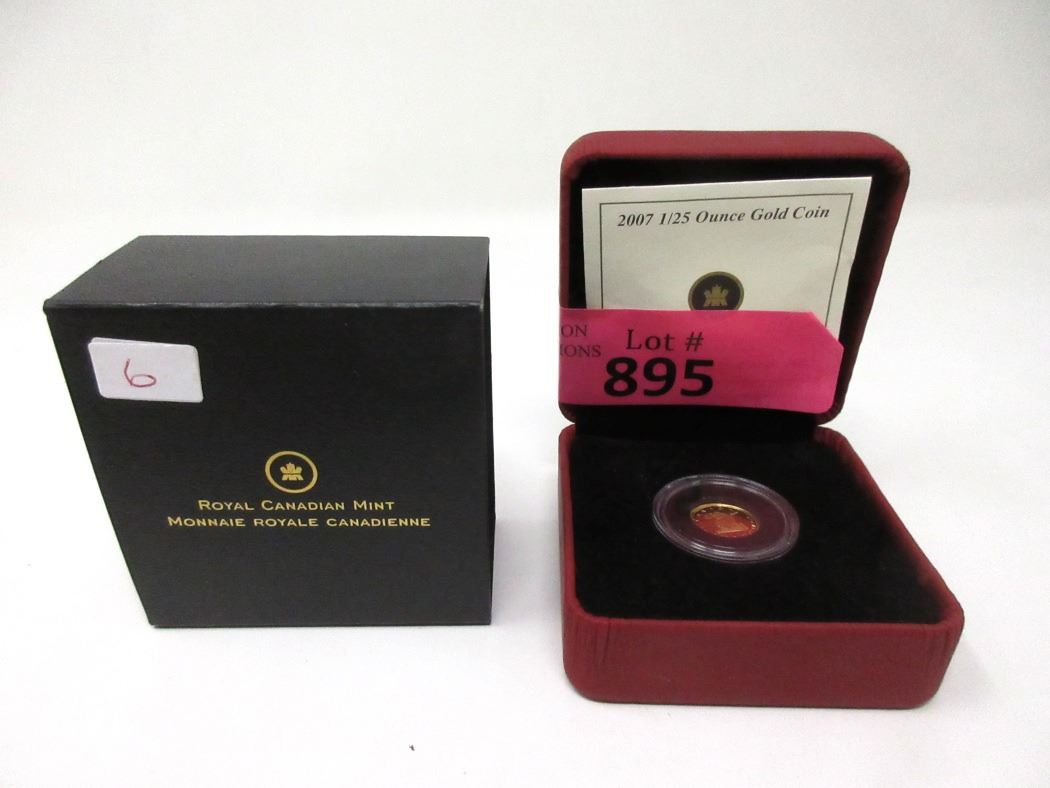 6
ROYAL CANADIAN MINT
MONNAIE ROYALE CANADIENNE
2007 1/25 Ounce Gold Coin
ON
IONS
Lot #
895